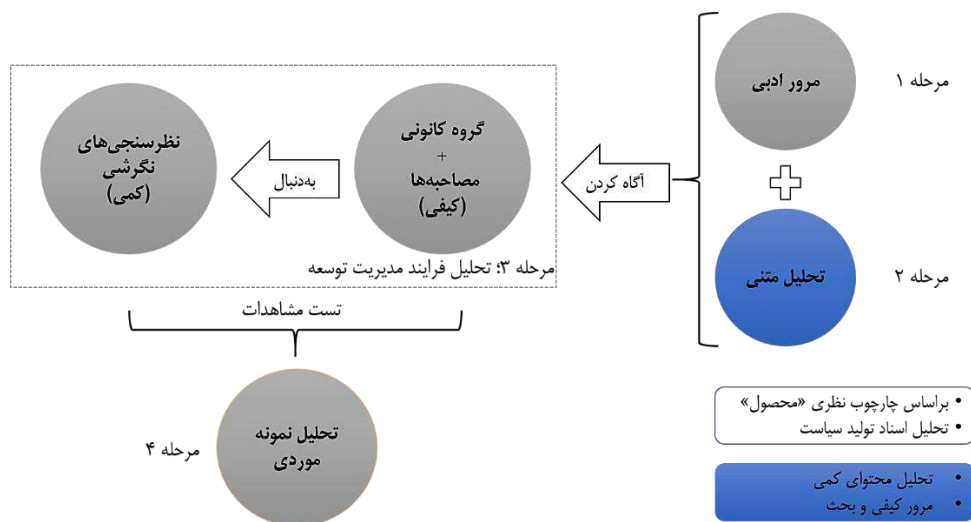 مرحله ۱
مرور ادبی
مرحله ۲
تحلیل متنی
آگاه کردن
گروه کانونی
+
مصاحبه‌ها
(کیفی)
به‌دنبال
نظرسنجی‌های
نگرشی
(کمی)
مرحله ۳؛ تحلیل فرایند مدیریت توسعه
تست مشاهدات
تحلیل نمونه
موردی
مرحله ۴
• براساس چارچوب نظری «محصول»
• تحلیل اسناد تولید سیاست
• تحلیل محتوای کمی
• مرور کیفی و بحث